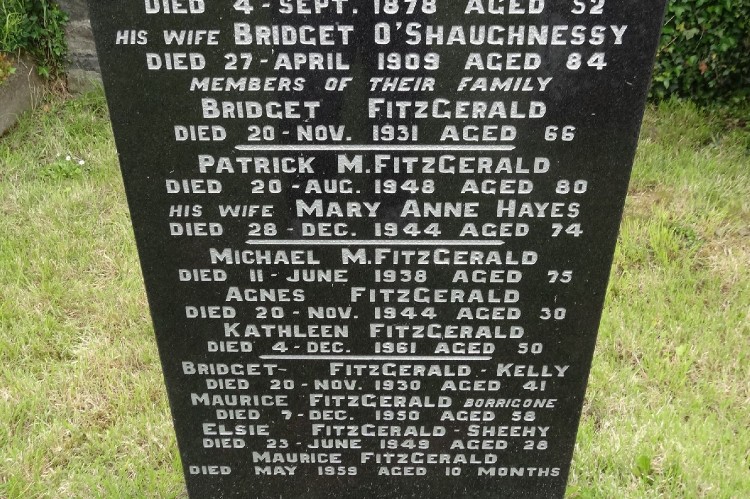 DIED 4-SEPT. 1878 AGED 52
HIS WIFE BRIDGET O'SHAUGHNESSY
DIED 27-APRIL 1909 AGED 84
MEMBERS OF THEIR FAMILY
BRIDGET FITZGERALD
DIED 20-NOV. 1931 AGED 66
PATRICK M.FITZGERALD
DIED 20-AUG. 1948 AGED 80
HIS WIFE MARY ANNE HAYES
DIED 28-DEC. 1944 AGED 74
MICHAEL M.FITZGERALD
DIED 11-JUNE 1938 AGED 75
AGNES FITZGERALD
DIED 20-NOV. 1944 AGED 30
KATHLEEN FITZGERALD
DIED 4-DEC. 1961 AGED 50
BRIDGET- FITZGERALD-KELLY
DIED 20-NOV. 1930 AGED 41
MAURICE FITZGERALD BORRIGONE
DIED 7-DEC. 1950 AGED 58
ELSIE FITZGERALD-SHEEHY
DIED 23-JUNE 1949 AGED 28
MAURICE FITZGERALD
DIED MAY 1959 AGED 10 MONTHS